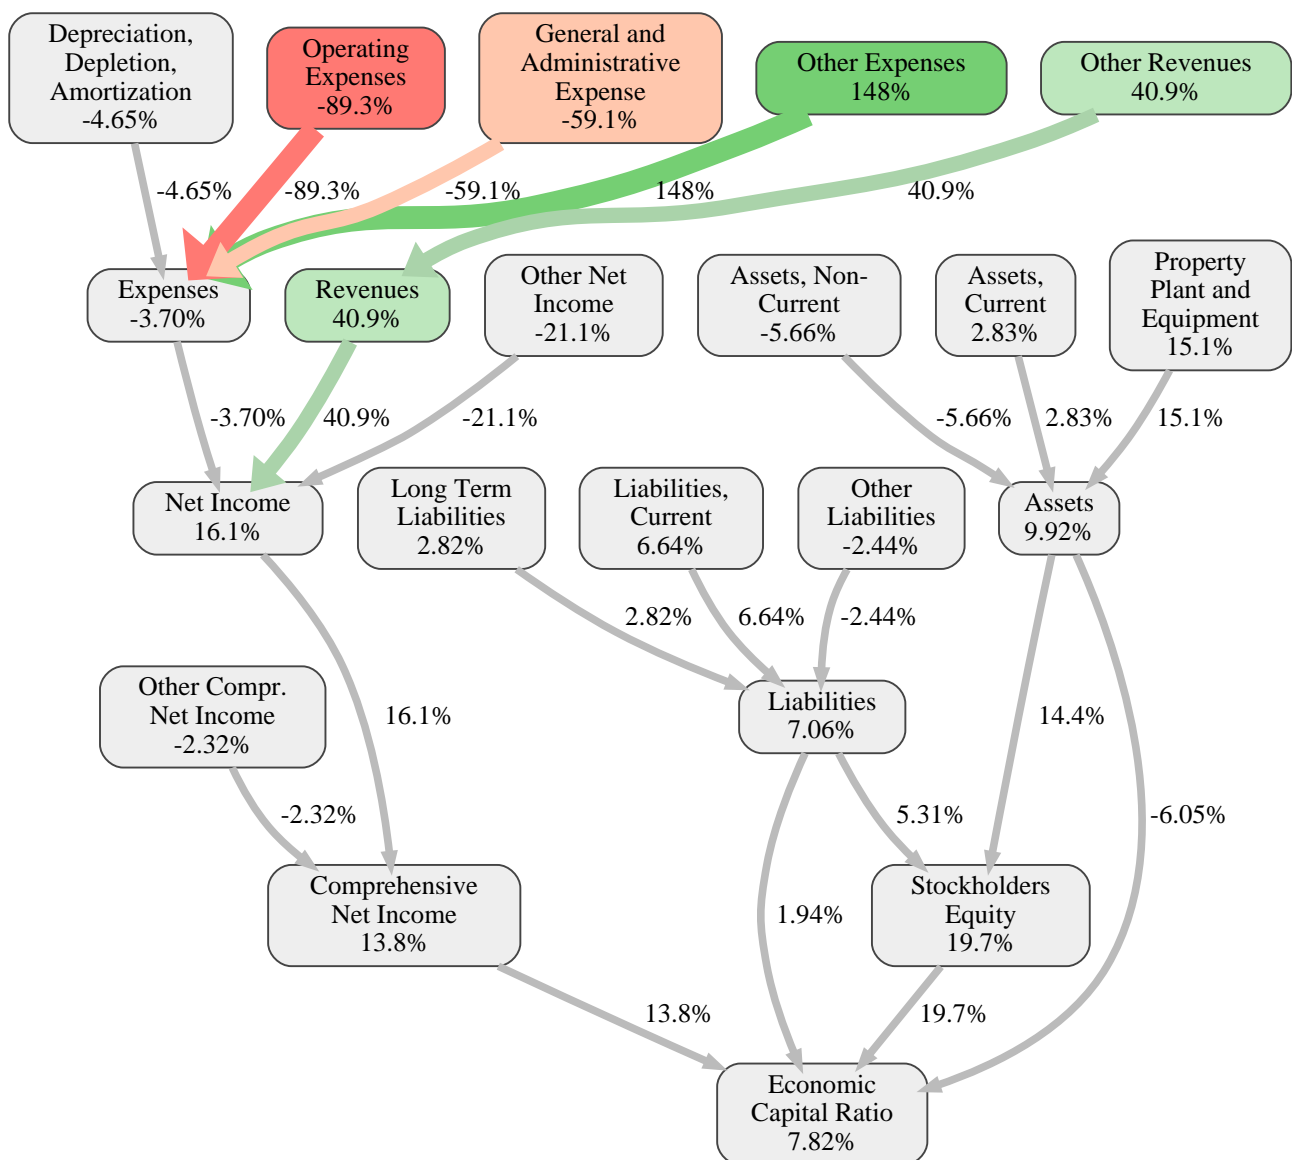 Depreciation,
Depletion,
Amortization
-4.65%
Operating
Expenses
-89.3%
General and
Administrative
Expense
-59.1%
Other Expenses
148%
Other Revenues
40.9%
-4.65%
-89.3%
-59.1%
148%
40.9%
Expenses
-3.70%
Revenues
40.9%
Other Net
Income
-21.1%
Assets, Non-
Current
-5.66%
Assets,
Current
2.83%
Property
Plant and
Equipment
15.1%
-3.70%
40.9%
-21.1%
-5.66%
2.83%
15.1%
Net Income
16.1%
Long Term
Liabilities
2.82%
Liabilities,
Current
6.64%
Other
Liabilities
-2.44%
Assets
9.92%
2.82%
6.64%
-2.44%
Other Compr.
Net Income
-2.32%
16.1%
Liabilities
7.06%
14.4%
-2.32%
5.31%
-6.05%
Comprehensive
Net Income
13.8%
1.94%
Stockholders
Equity
19.7%
13.8%
19.7%
Economic
Capital Ratio
7.82%